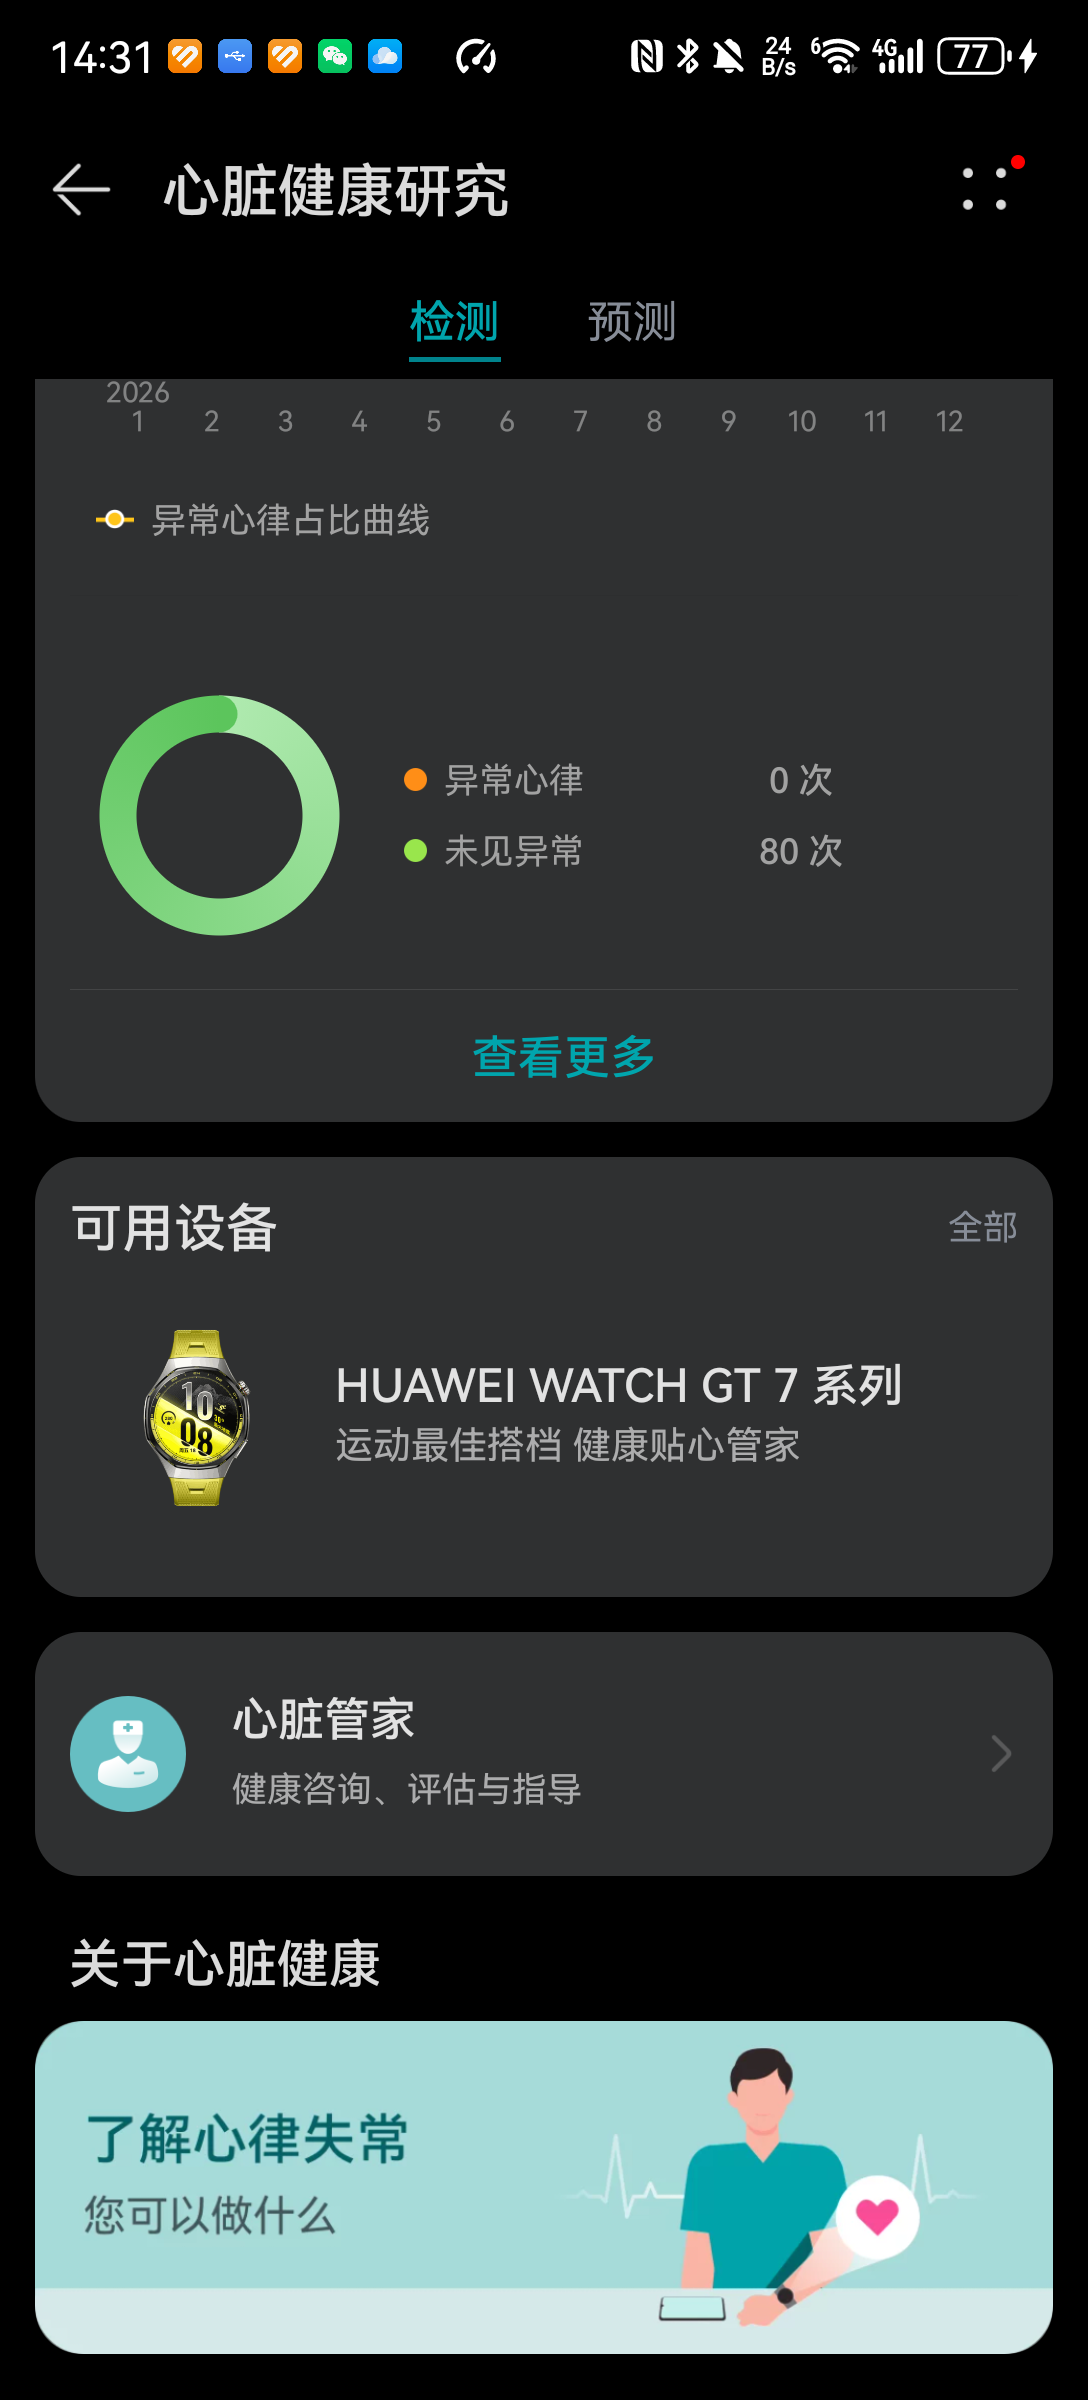 14:31
24 B/s
6
4G
77
心脏健康研究
检测 预测
2026
1 2 3 4 5 6 7 8 9 10 11 12
异常心律占比曲线
异常心律 0 次
未见异常 80 次
查看更多
可用设备 全部
10
08
HUAWEI WATCH GT 7 系列
运动最佳搭档 健康贴心管家
心脏管家
健康咨询、评估与指导
关于心脏健康
了解心律失常
您可以做什么